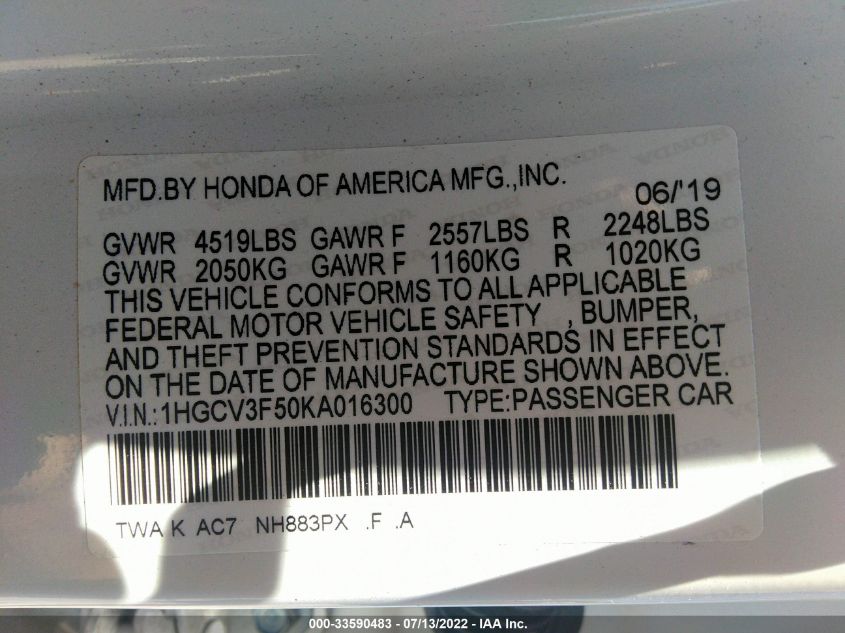 MFD.BY HONDA OF AMERICA MFG.,INC. 06/'19
GVWR 4519LBS GAWR F 2557LBS R 2248LBS
GVWR 2050KG GAWR F 1160KG R 1020KG
THIS VEHICLE CONFORMS TO ALL APPLICABLE
FEDERAL MOTOR VEHICLE SAFETY , BUMPER,
AND THEFT PREVENTION STANDARDS IN EFFECT
ON THE DATE OF MANUFACTURE SHOWN ABOVE.
V.I.N.:1HGCV3F50KA016300 TYPE:PASSENGER CAR
TWA K AC7 NH883PX .F .A
000-33590483 - 07/13/2022 - IAA Inc.